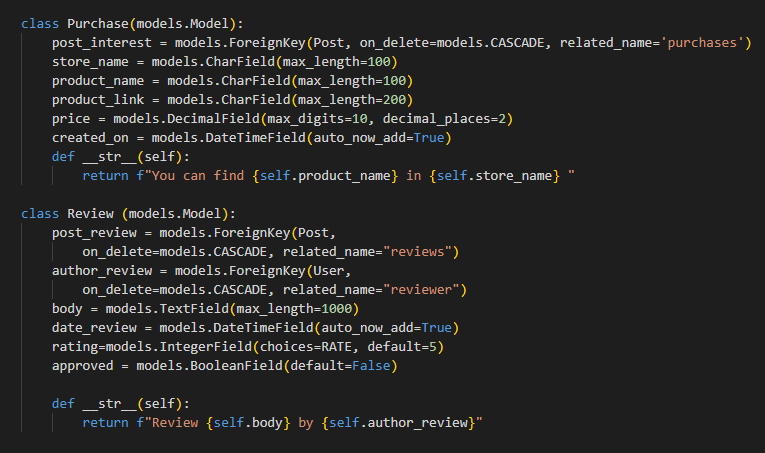 class Purchase(models.Model):
    post_interest = models.ForeignKey(Post, on_delete=models.CASCADE, related_name='purchases')
    store_name = models.CharField(max_length=100)
    product_name = models.CharField(max_length=100)
    product_link = models.CharField(max_length=200)
    price = models.DecimalField(max_digits=10, decimal_places=2)
    created_on = models.DateTimeField(auto_now_add=True)
    def __str__(self):
        return f"You can find {self.product_name} in {self.store_name} "

class Review (models.Model):
    post_review = models.ForeignKey(Post,
        on_delete=models.CASCADE, related_name="reviews")
    author_review = models.ForeignKey(User,
        on_delete=models.CASCADE, related_name="reviewer")
    body = models.TextField(max_length=1000)
    date_review = models.DateTimeField(auto_now_add=True)
    rating=models.IntegerField(choices=RATE, default=5)
    approved = models.BooleanField(default=False)

    def __str__(self):
        return f"Review {self.body} by {self.author_review}"